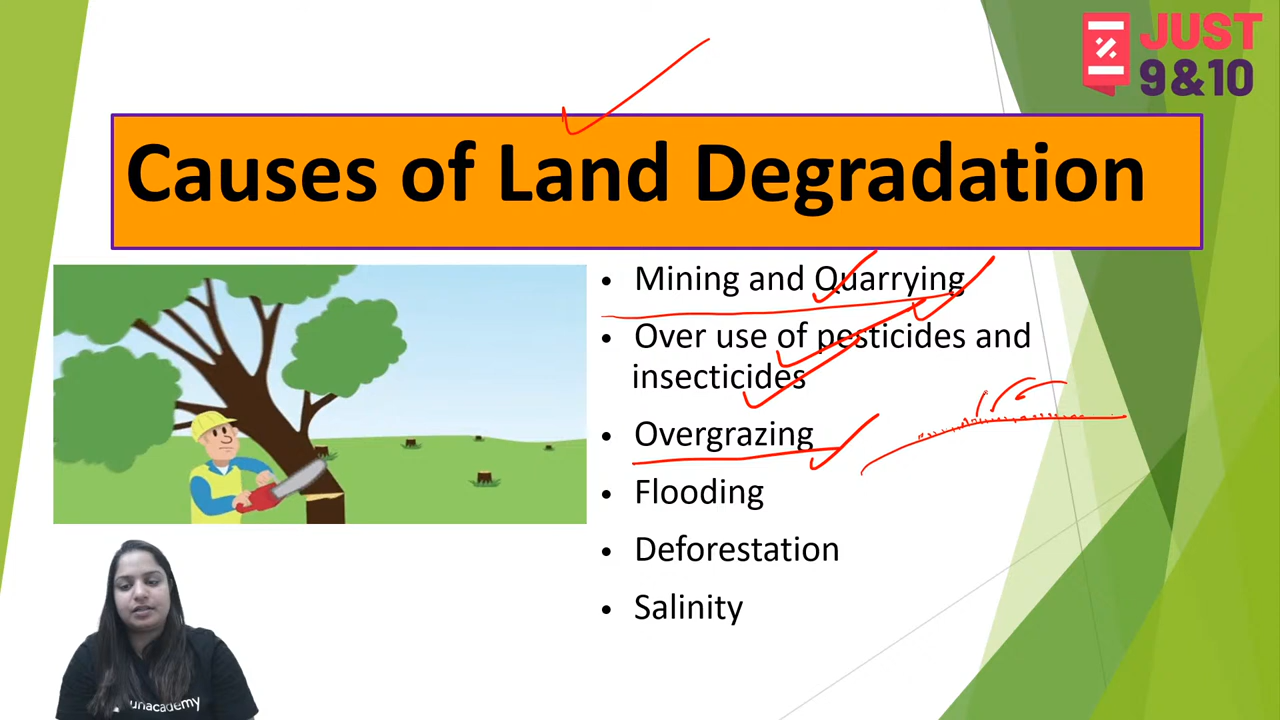 JUST
9&10
Causes of Land Degradation
• Mining and Quarrying
• Over use of pesticides and
insecticides
• Overgrazing
• Flooding
• Deforestation
• Salinity
unacademy